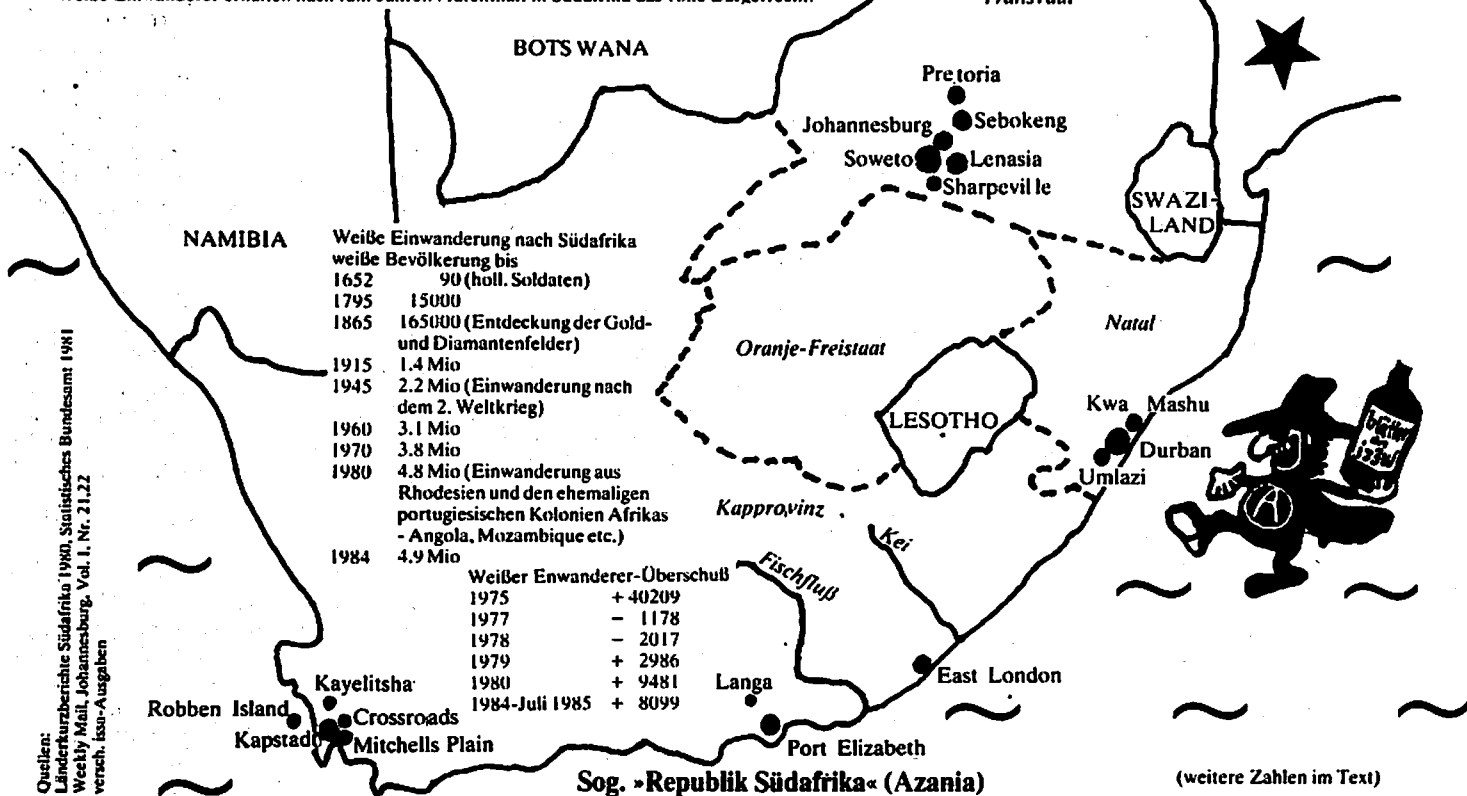 Transvaal
BOTSWANA
Pretoria
Johannesburg
Sebokeng
Soweto
Lenasia
Sharpeville
SWAZI-
LAND
NAMIBIA
Weiße Einwanderung nach Südafrika
weiße Bevölkerung bis
1652 90 (holl. Soldaten)
1795 15000
1865 165000 (Entdeckung der Gold-
und Diamantenfelder)
1915 1.4 Mio
1945 2.2 Mio (Einwanderung nach
dem 2. Weltkrieg)
1960 3.1 Mio
1970 3.8 Mio
1980 4.8 Mio (Einwanderung aus
Rhodesien und den ehemaligen
portugiesischen Kolonien Afrikas
- Angola, Mozambique etc.)
1984 4.9 Mio
Weißer Enwanderer-Überschuß
1975 + 40209
1977 - 1178
1978 - 2017
1979 + 2986
1980 + 9481
1984-Juli 1985 + 8099
Oranje-Freistaat
Natal
LESOTHO
Kwa Mashu
Durban
Umlazi
Kapprovinz
Kei
Fischfluß
blätter
des
iz3w
A
East London
Langa
Port Elizabeth
Kayelitsha
Robben Island
Crossroads
Kapstadt
Mitchells Plain
Sog. »Republik Südafrika« (Azania)
(weitere Zahlen im Text)
Quellen:
Länderkurzberichte Südafrika 1980, Statistisches Bundesamt 1981
Weekly Mail, Johannesburg, Vol. 1, Nr. 21,22
versch. issa-Ausgaben